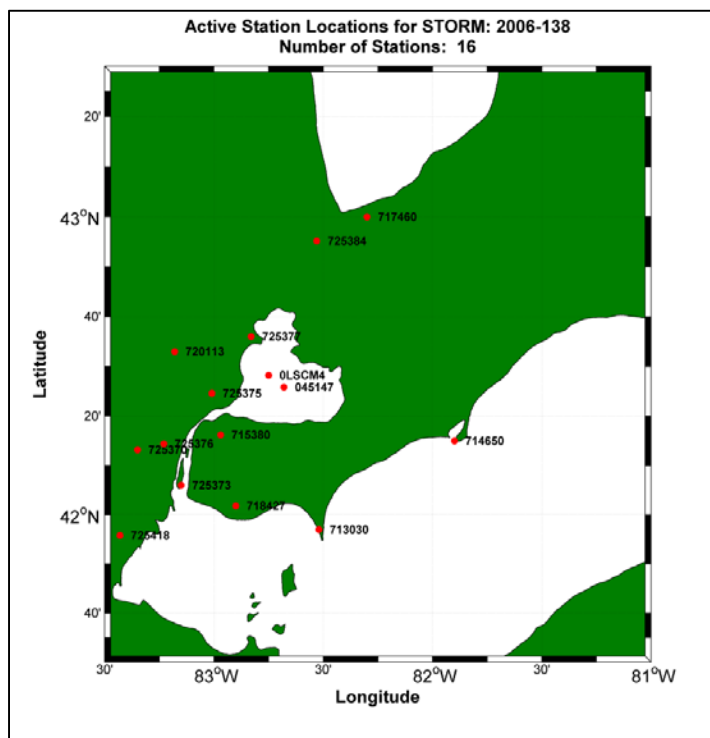 Active Station Locations for STORM: 2006-138
Number of Stations: 16
20'
43°N
717460
725384
40'
725377
720113
0LSCM4
045147
725375
Latitude
20'
715380
725376
725370
714650
725373
718427
42°N
713030
725418
40'
30'
83°W
30'
82°W
30'
81°W
Longitude